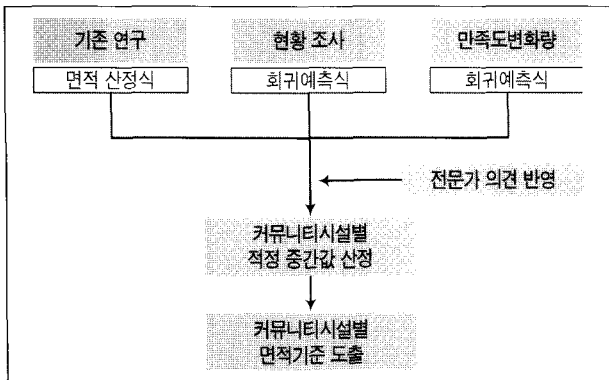 기존 연구
현황 조사
만족도변화량
면적 산정식
회귀예측식
회귀예측식
전문가 의견 반영
커뮤니티시설별
적정 중간값 산정
커뮤니티시설별
면적기준 도출